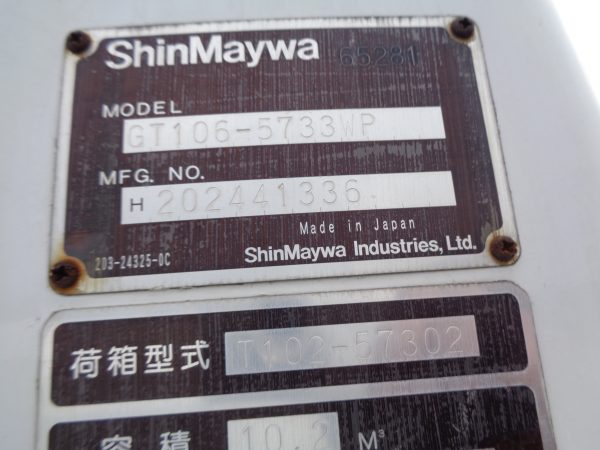 ShinMaywa 65281
MODEL
GT106-5733WP
MFG. NO.
H 202441336
Made in Japan
203-24325-0C
ShinMaywa Industries, Ltd.
荷箱型式 T102-57302
容積 10.2 M³